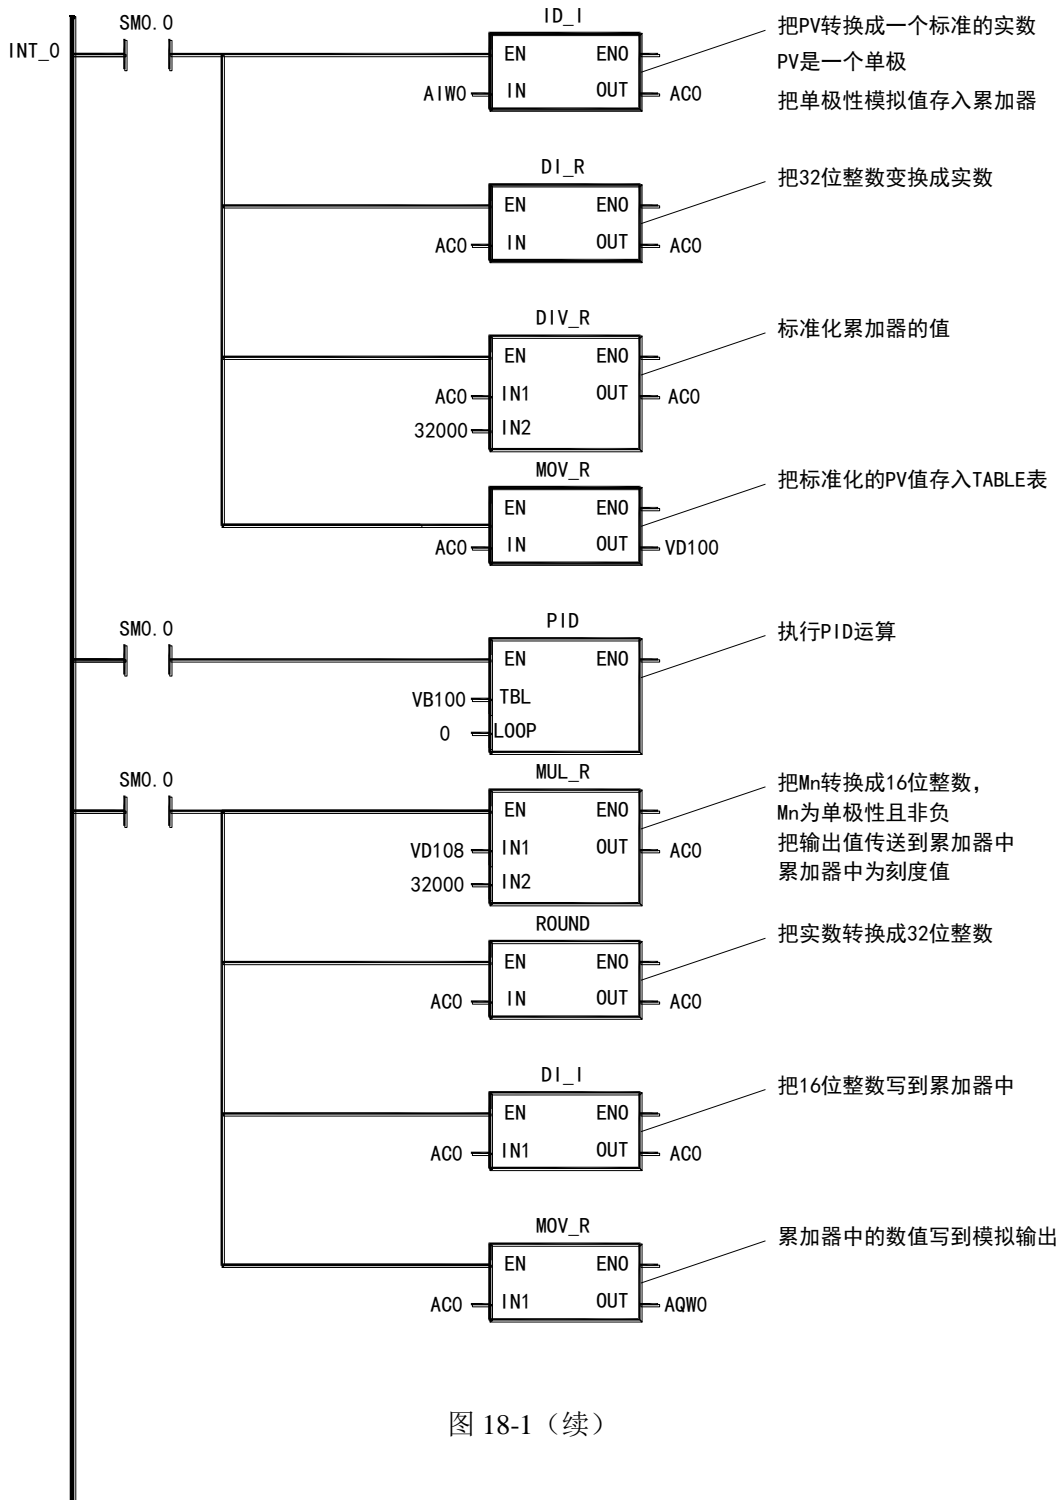 INT_0
SM0.0
ID_I
EN ENO
AIW0 IN OUT AC0
把PV转换成一个标准的实数
PV是一个单极
把单极性模拟值存入累加器
DI_R
EN ENO
AC0 IN OUT AC0
把32位整数变换成实数
DIV_R
EN ENO
AC0 IN1 OUT AC0
32000 IN2
标准化累加器的值
MOV_R
EN ENO
AC0 IN OUT VD100
把标准化的PV值存入TABLE表
SM0.0
PID
EN ENO
VB100 TBL
0 LOOP
执行PID运算
SM0.0
MUL_R
EN ENO
VD108 IN1 OUT AC0
32000 IN2
把Mn转换成16位整数，
Mn为单极性且非负
把输出值传送到累加器中
累加器中为刻度值
ROUND
EN ENO
AC0 IN OUT AC0
把实数转换成32位整数
DI_I
EN ENO
AC0 IN1 OUT AC0
把16位整数写到累加器中
MOV_R
EN ENO
AC0 IN1 OUT AQW0
累加器中的数值写到模拟输出
图 18-1（续）